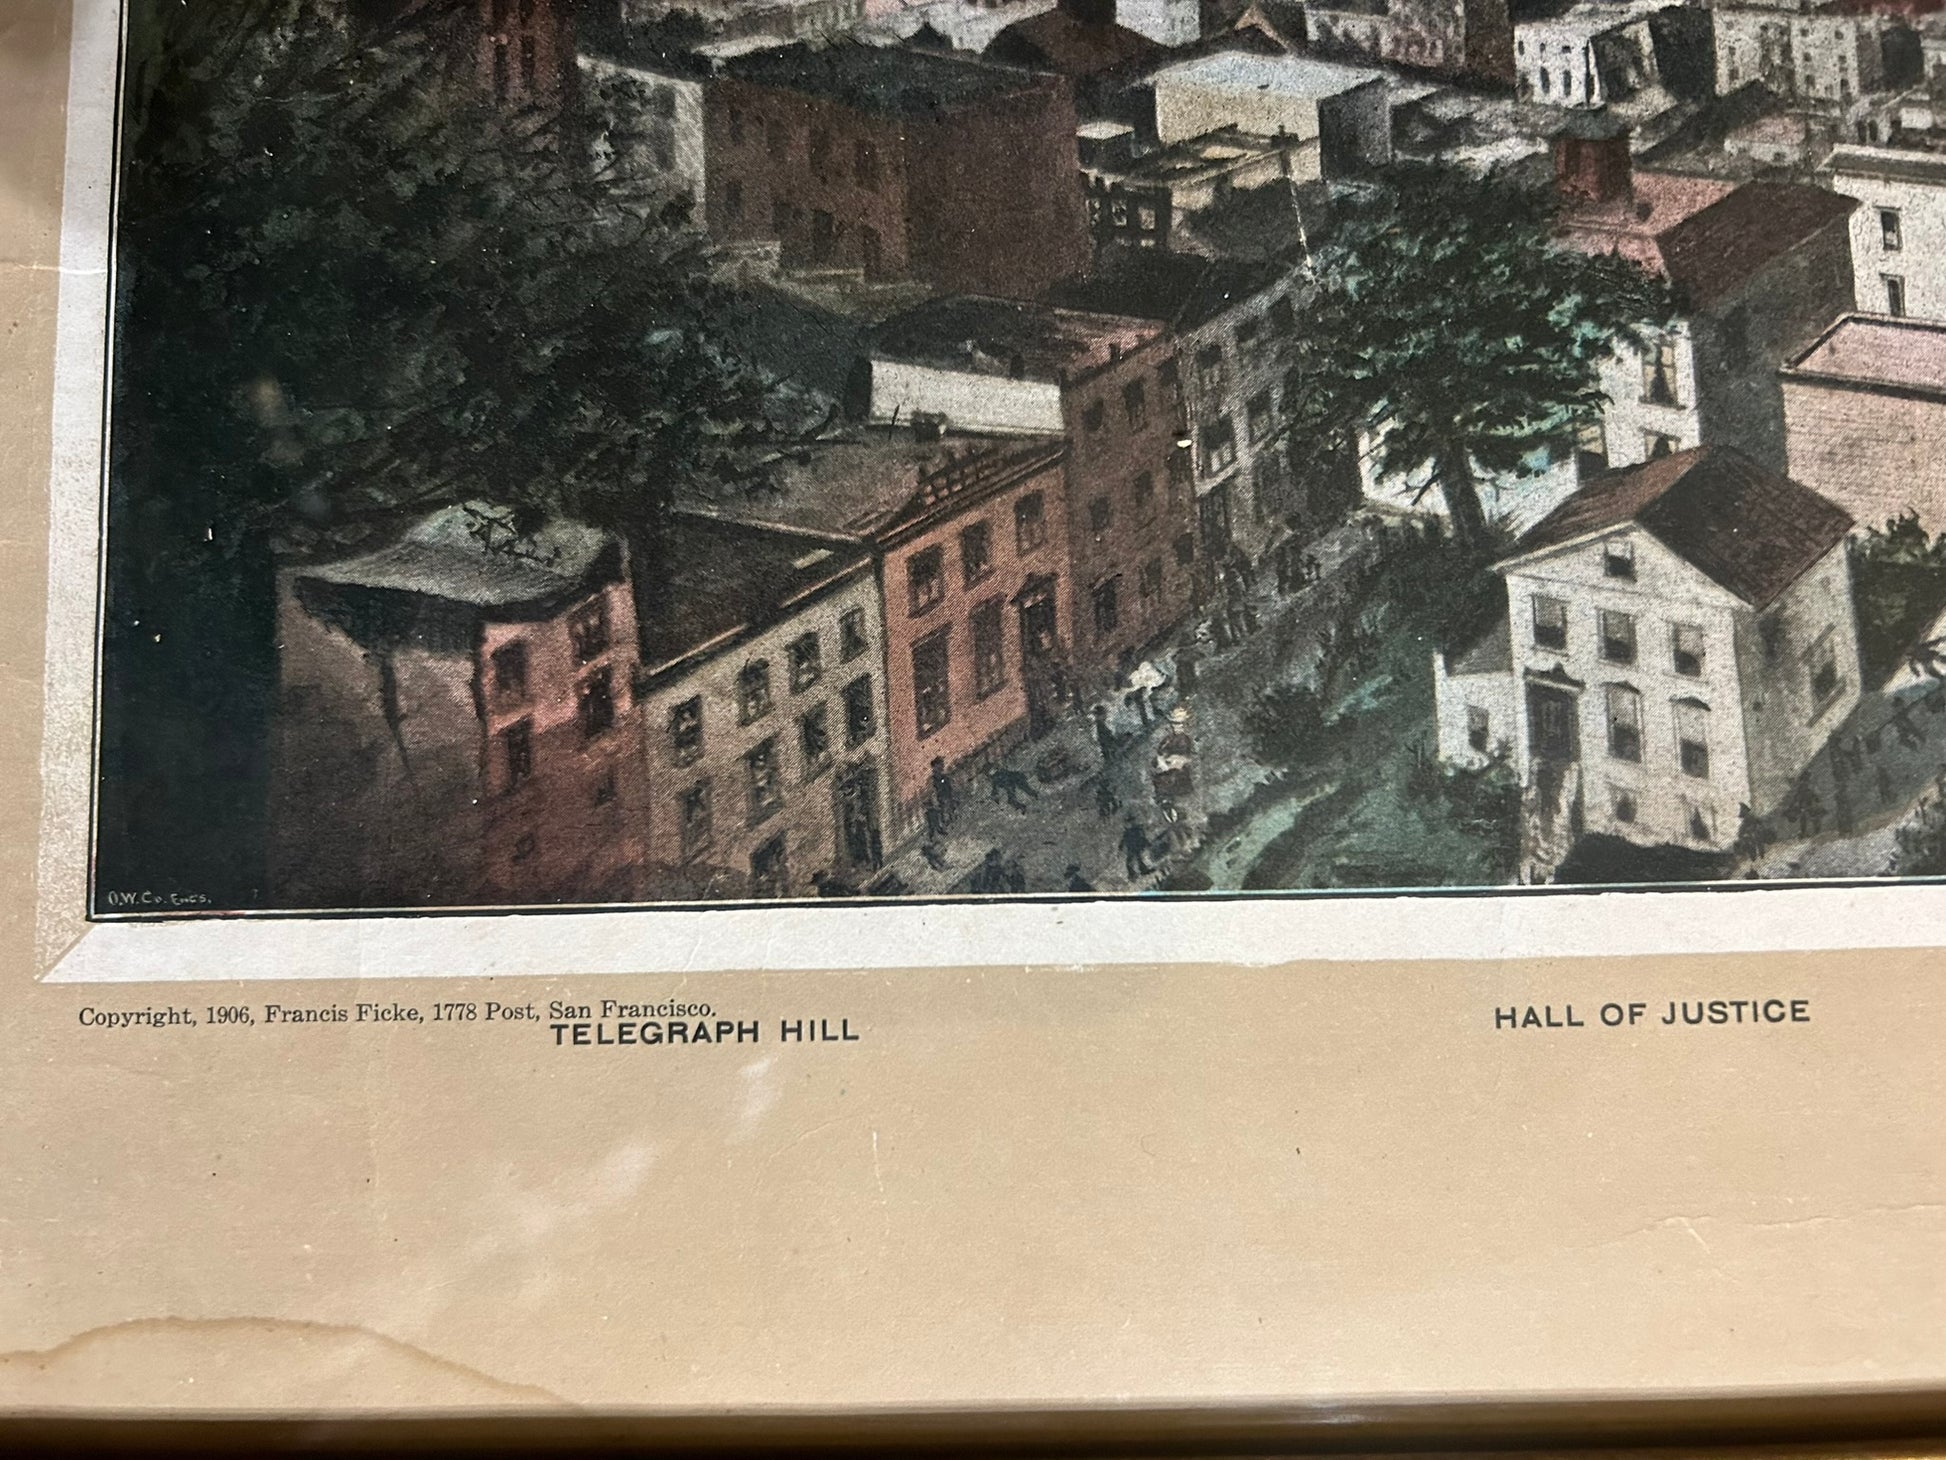 O.W.Co. Engs.
Copyright, 1906, Francis Ficke, 1778 Post, San Francisco.
TELEGRAPH HILL
HALL OF JUSTICE